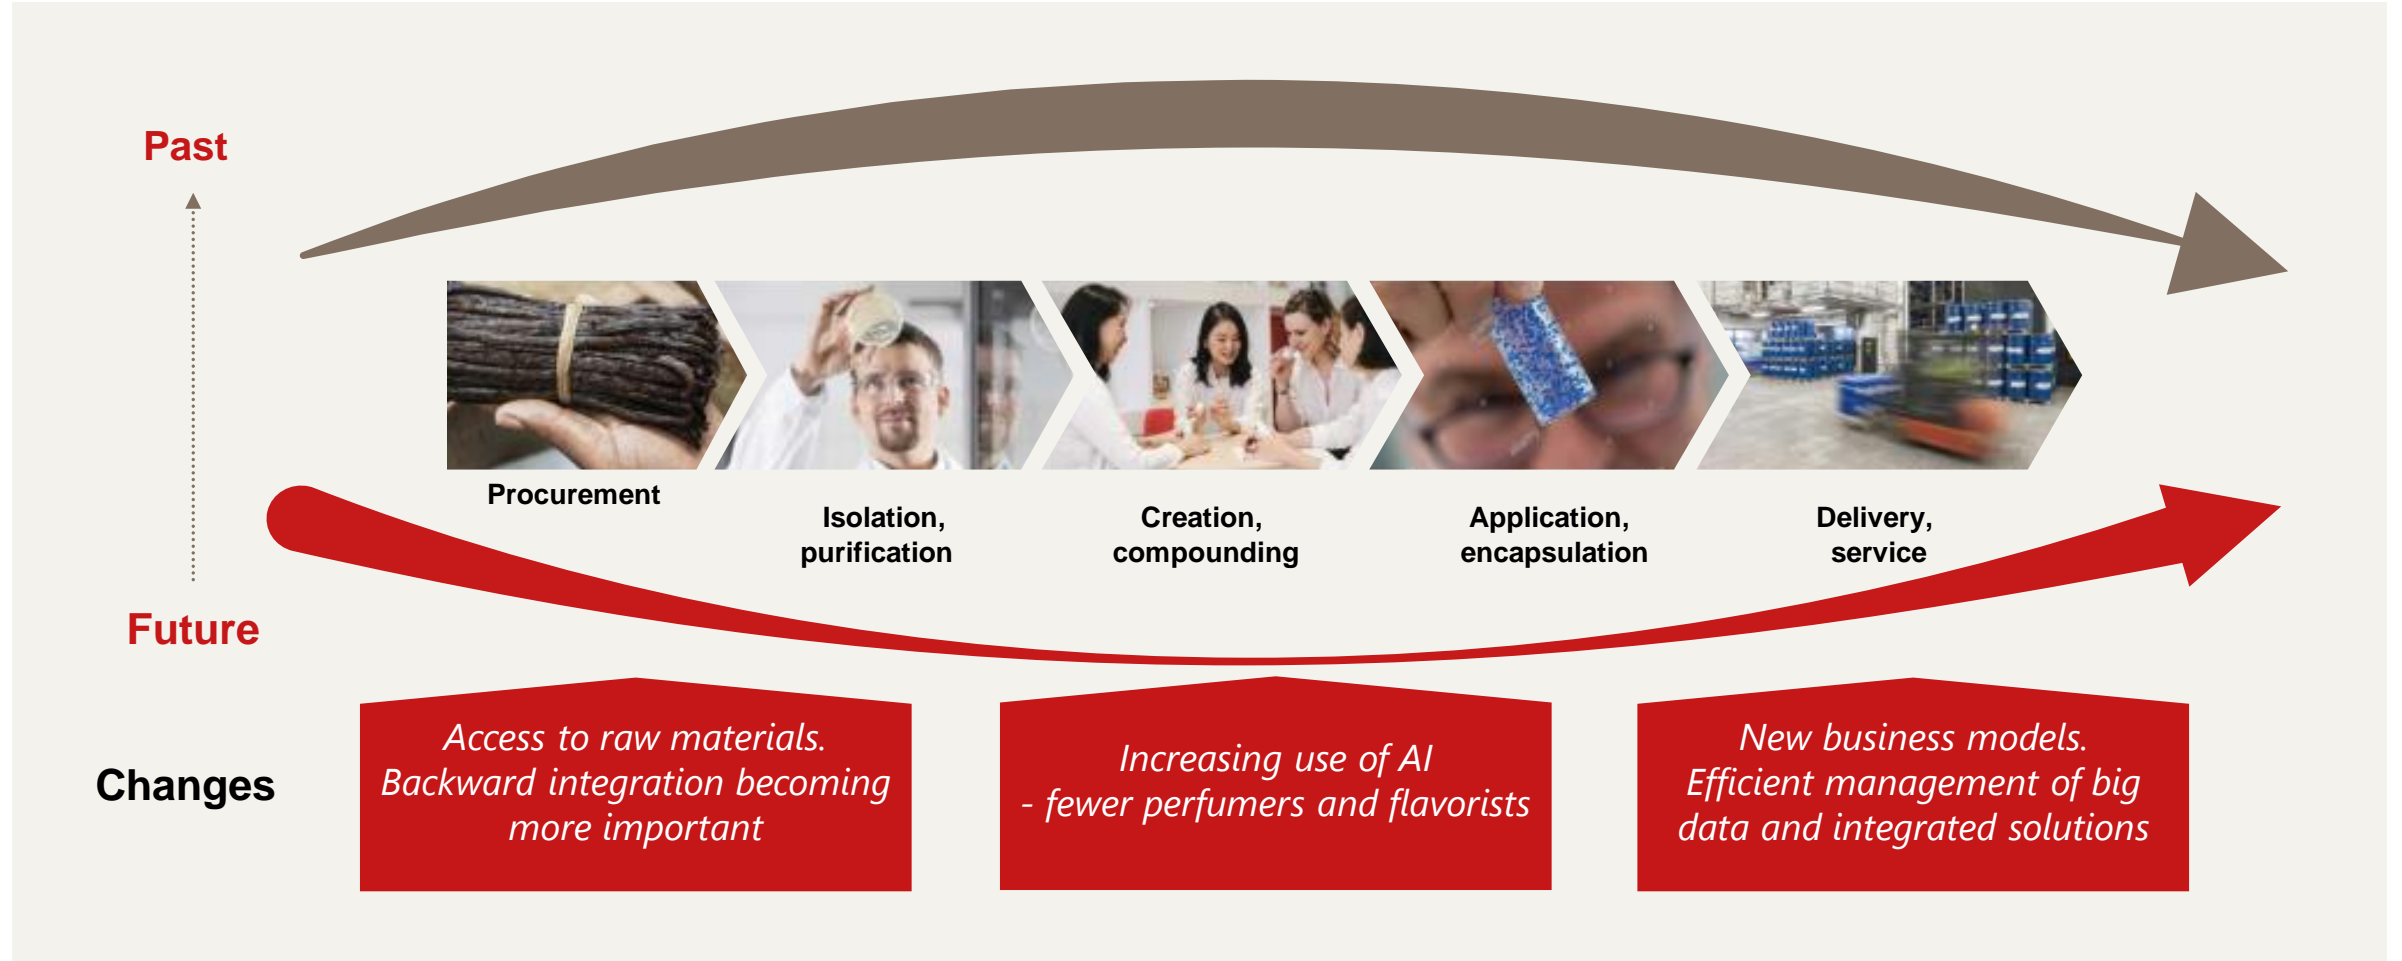 Past
Procurement
Isolation,
purification
Creation,
compounding
Application,
encapsulation
Delivery,
service
Future
Changes
Access to raw materials.
Backward integration becoming
more important
Increasing use of AI
- fewer perfumers and flavorists
New business models.
Efficient management of big
data and integrated solutions